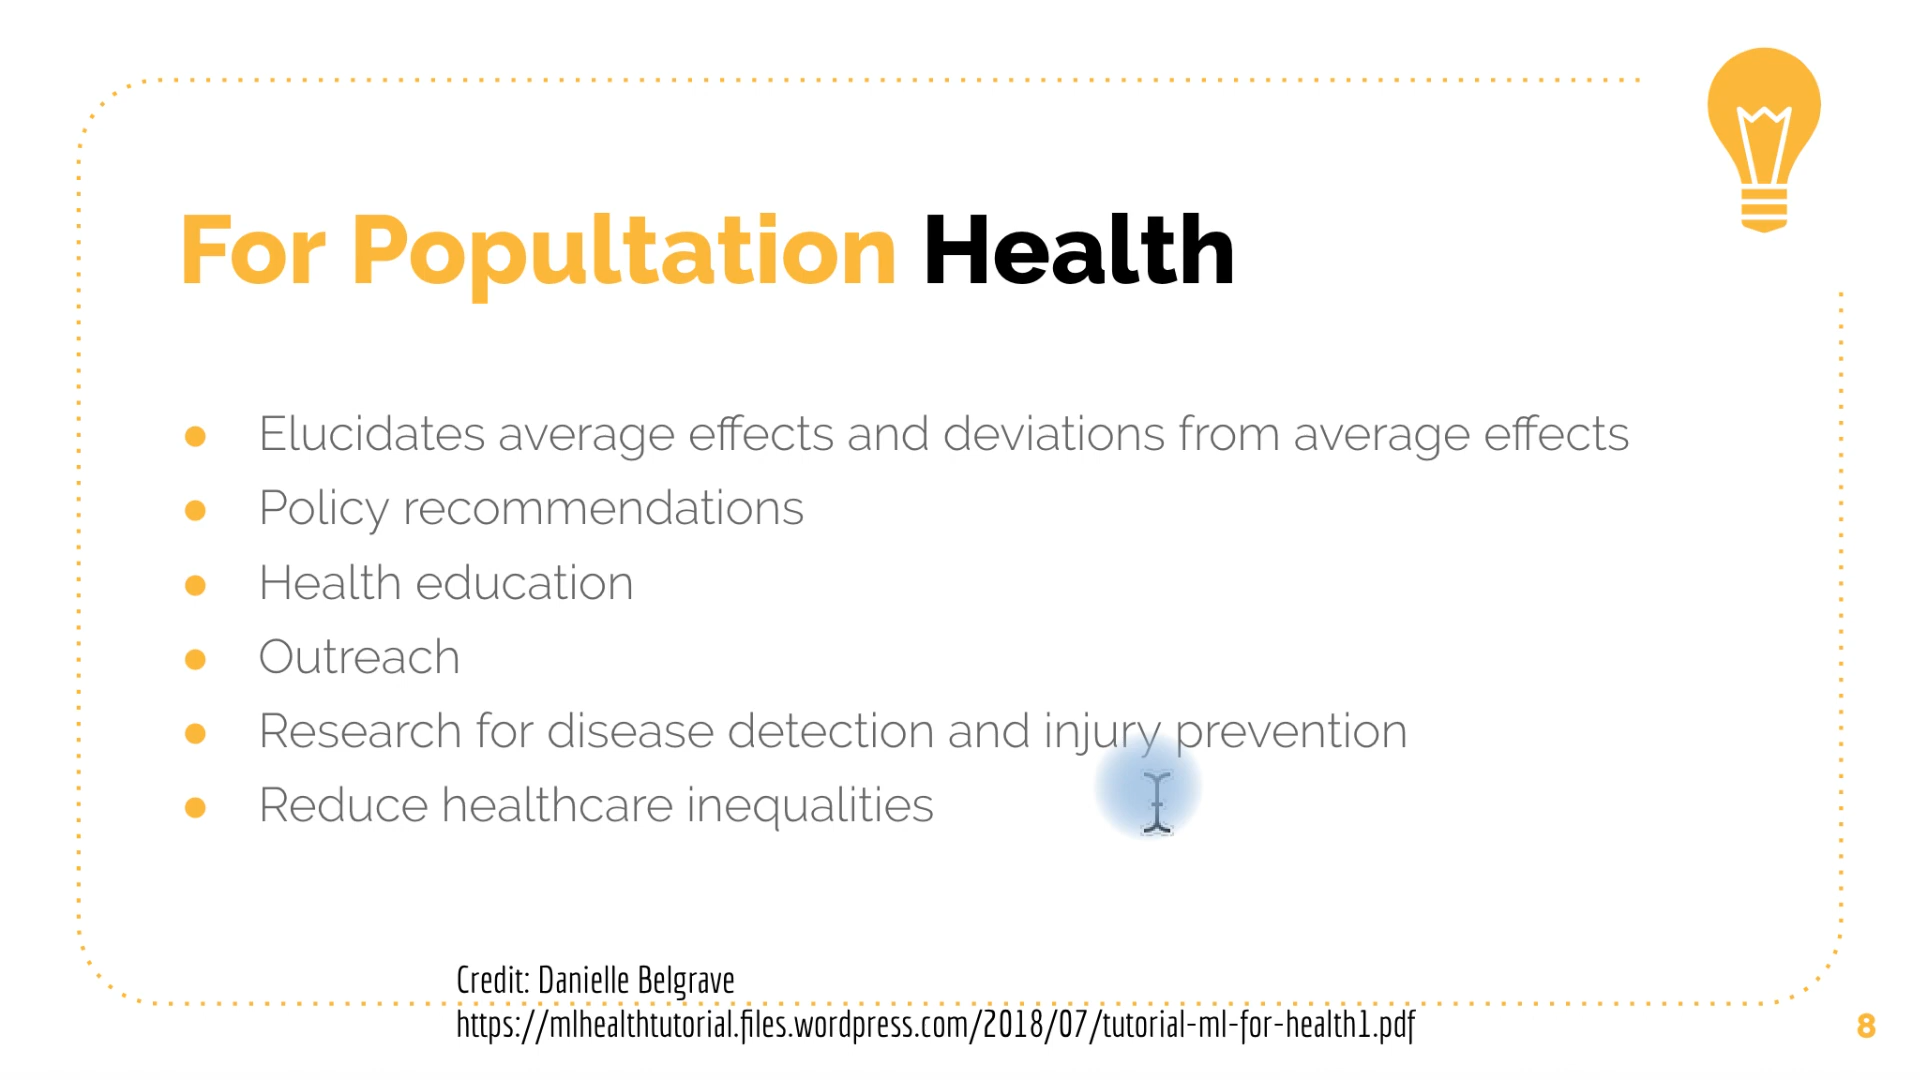 For Popultation Health
● Elucidates average effects and deviations from average effects
● Policy recommendations
● Health education
● Outreach
● Research for disease detection and injury prevention
● Reduce healthcare inequalities
Credit: Danielle Belgrave
https://mlhealthtutorial.files.wordpress.com/2018/07/tutorial-ml-for-health1.pdf
8